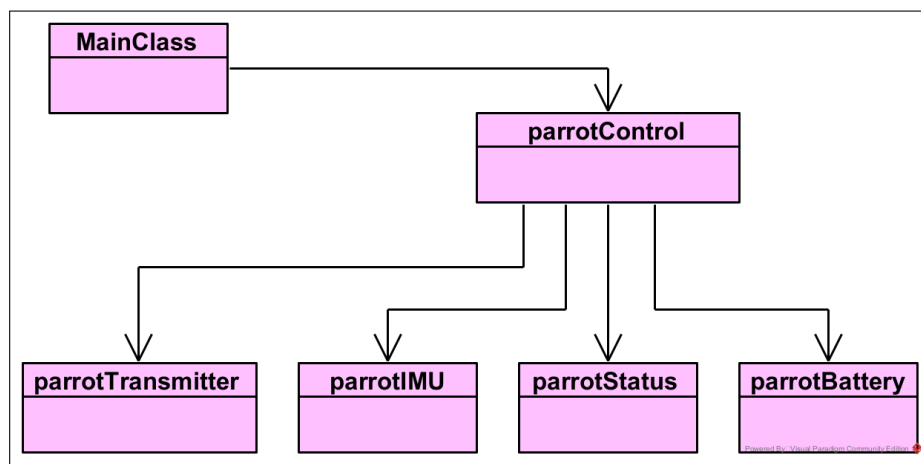 MainClass
parrotControl
parrotTransmitter
parrotIMU
parrotStatus
parrotBattery
Powered By: Visual Paradigm Community Edition